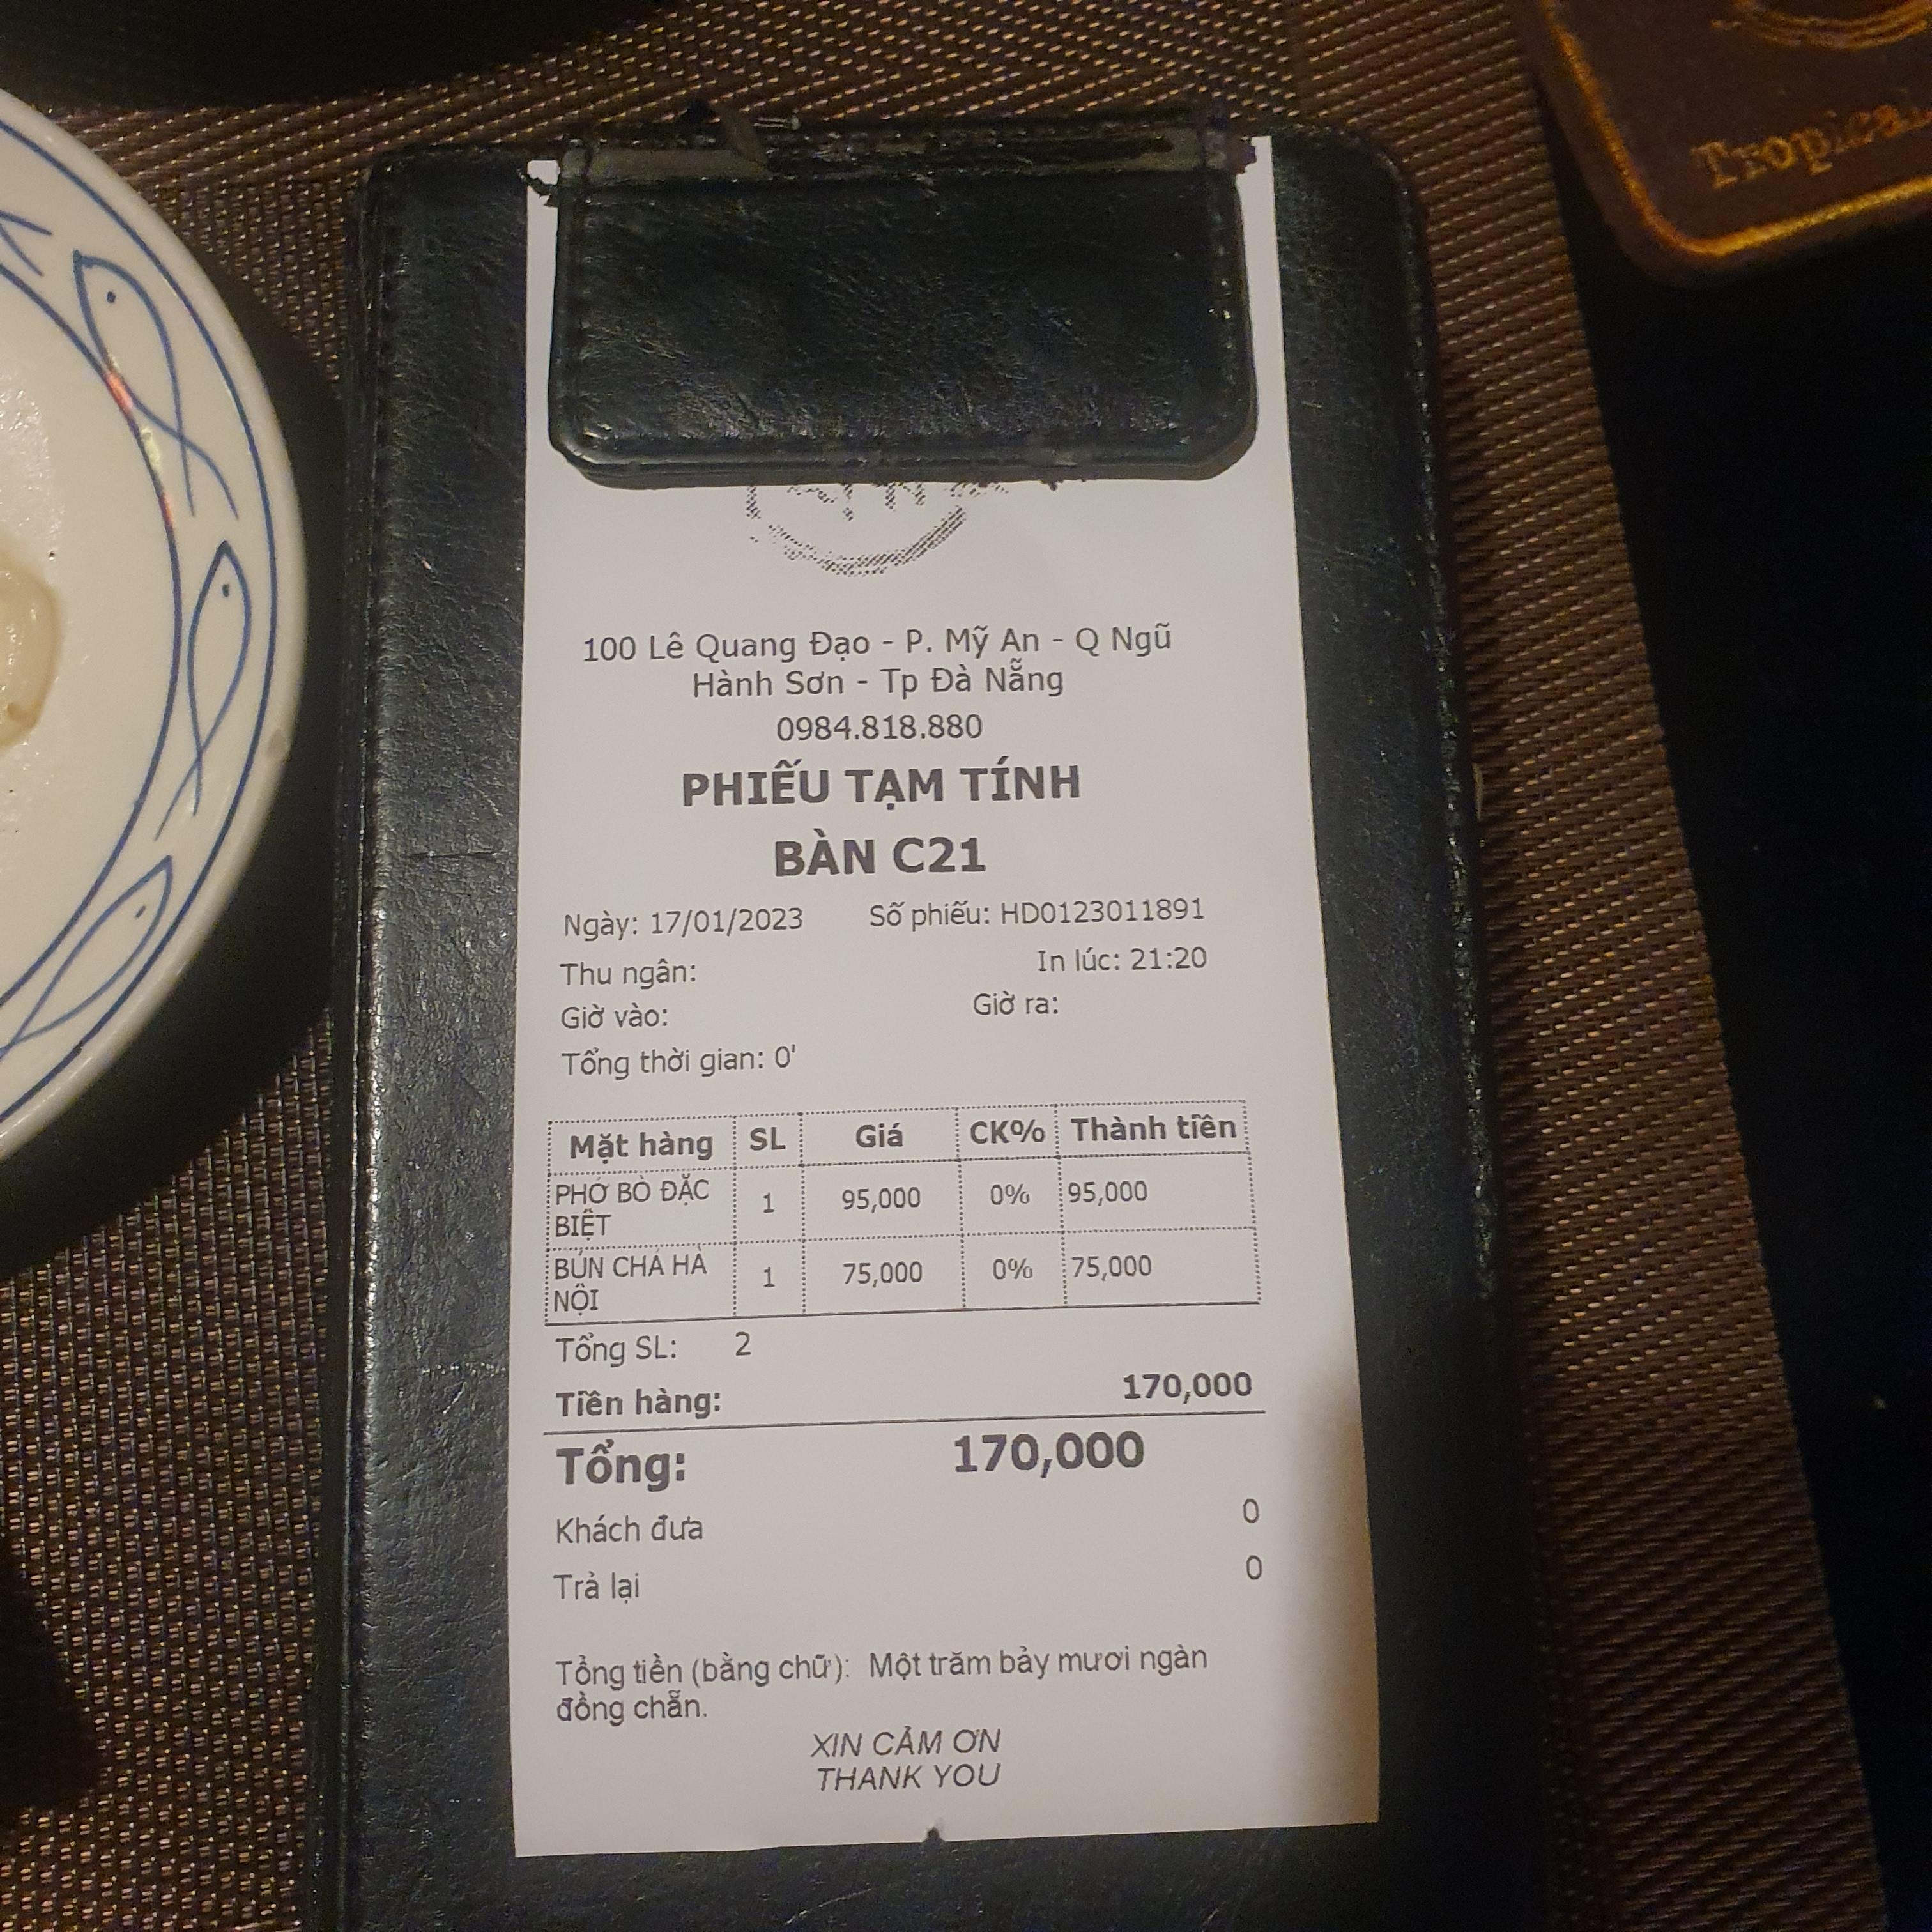 Tropical
100 Lê Quang Đạo - P. Mỹ An - Q Ngũ
Hành Sơn - Tp Đà Nẵng
0984.818.880
PHIẾU TẠM TÍNH
BÀN C21
Ngày: 17/01/2023 Số phiếu: HD0123011891
Thu ngân: In lúc: 21:20
Giờ vào: Giờ ra:
Tổng thời gian: 0'
Mặt hàng SL Giá CK% Thành tiền
PHỞ BÒ ĐẶC
BIỆT 1 95,000 0% 95,000
BÚN CHẢ HÀ
NỘI 1 75,000 0% 75,000
Tổng SL: 2
Tiền hàng: 170,000
Tổng: 170,000
Khách đưa 0
Trả lại 0
Tổng tiền (bằng chữ): Một trăm bảy mươi ngàn
đồng chẵn.
XIN CẢM ƠN
THANK YOU